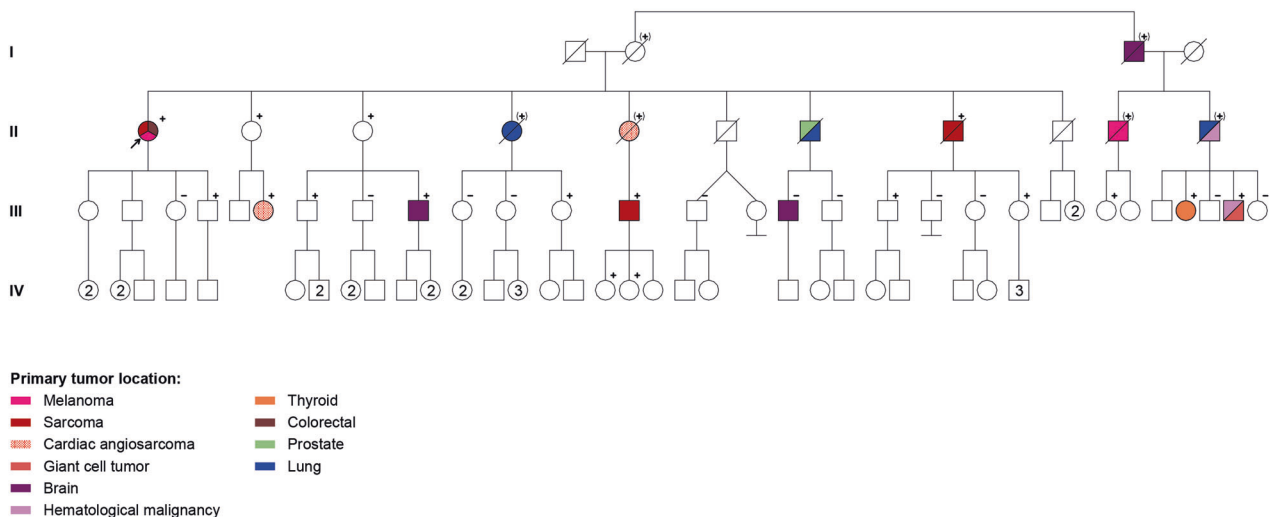 (+) (+)
I
+ + + (+) (+) + (+) (+)
II
− + + + − + − − + + − − − + − − + + + − + −
III 2
+ +
IV 2 2 2 2 2 2 3 3
Primary tumor location:
Melanoma
Sarcoma
Cardiac angiosarcoma
Giant cell tumor
Brain
Hematological malignancy
Thyroid
Colorectal
Prostate
Lung